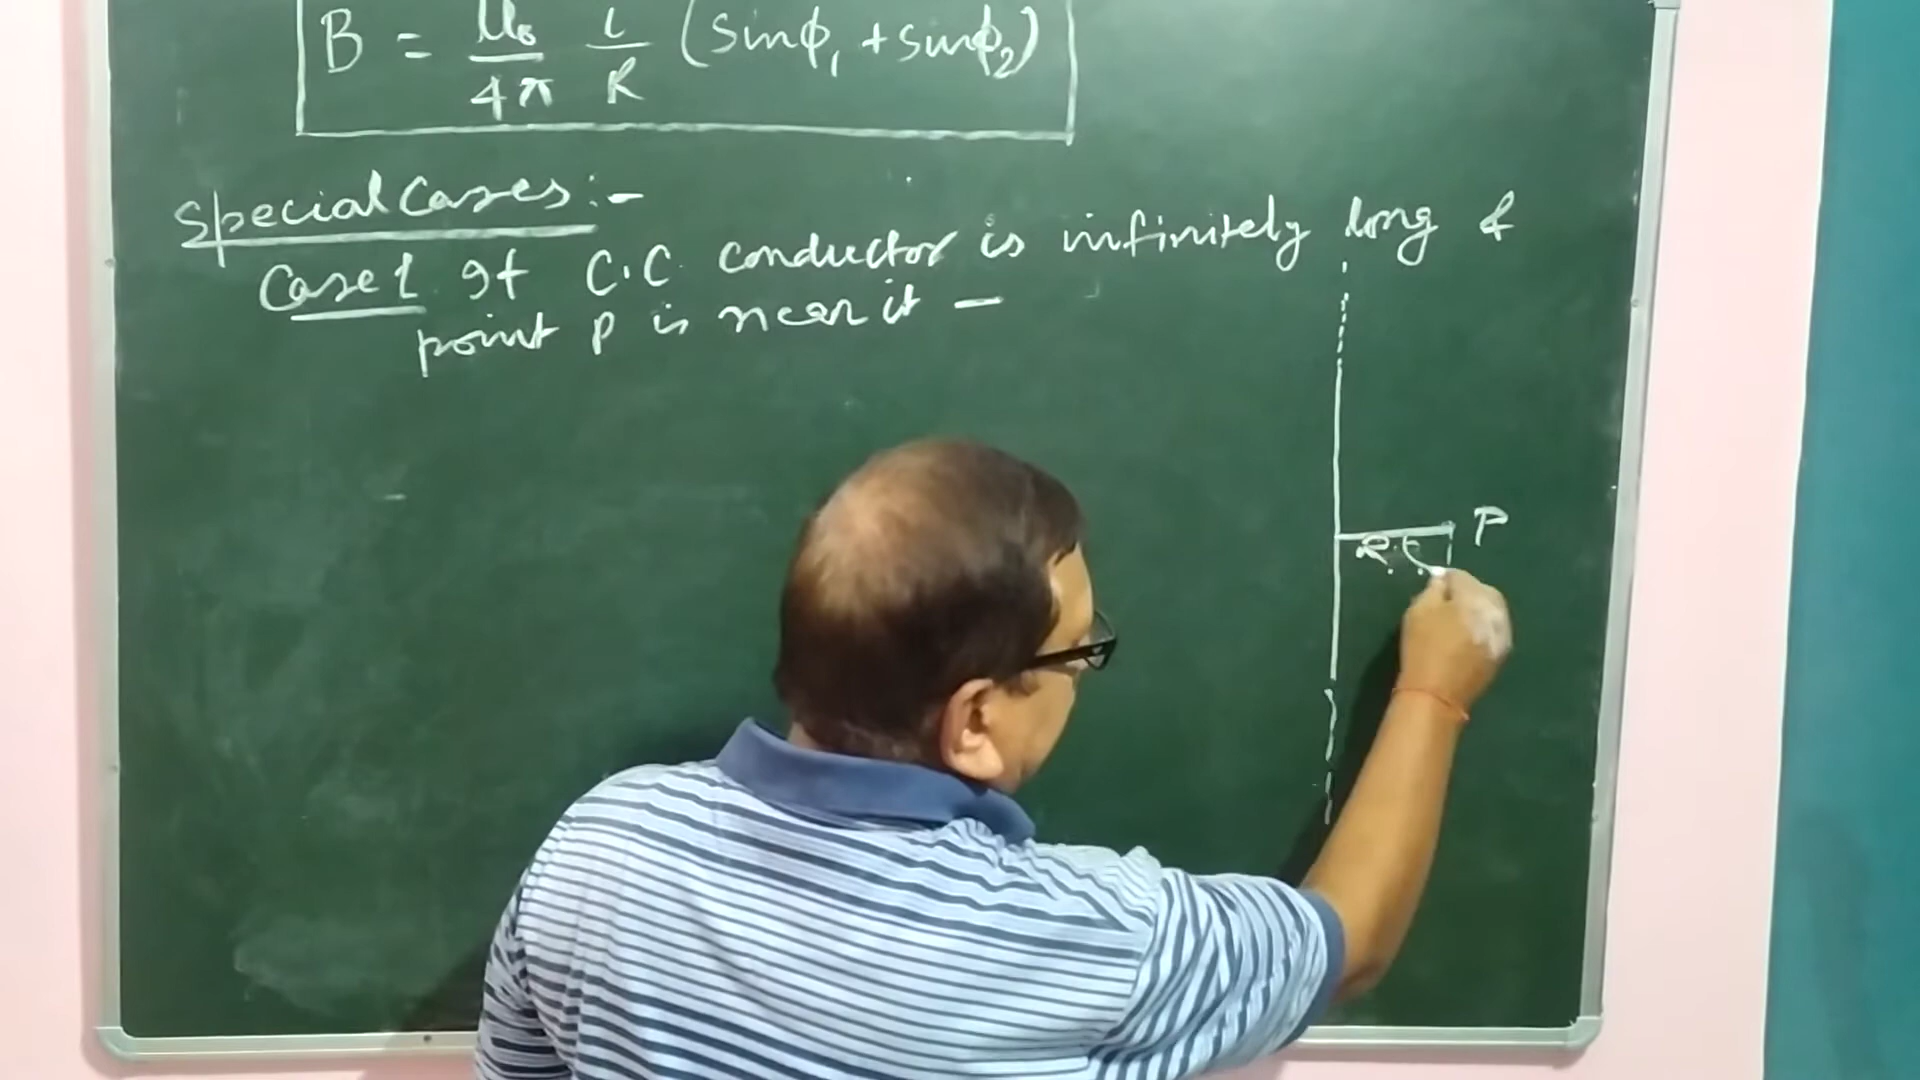 B = μ₀/4π i/R (sinϕ₁ + sinϕ₂)
Special Cases :-
Case 1 If C.C. conductor is infinitely long &
point P is near it —
P